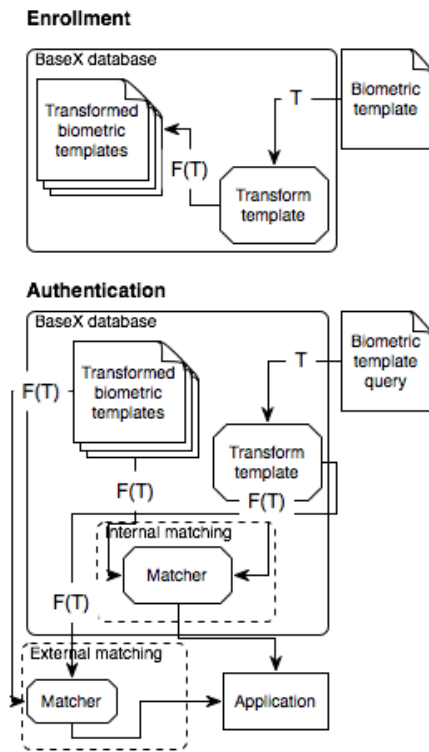 Enrollment
BaseX database
Transformed
biometric
templates
T
Biometric
template
F(T)
Transform
template
Authentication
BaseX database
Transformed
biometric
templates
F(T)
T
Biometric
template
query
Transform
template
F(T)
F(T)
Internal matching
Matcher
F(T)
External matching
Matcher
Application